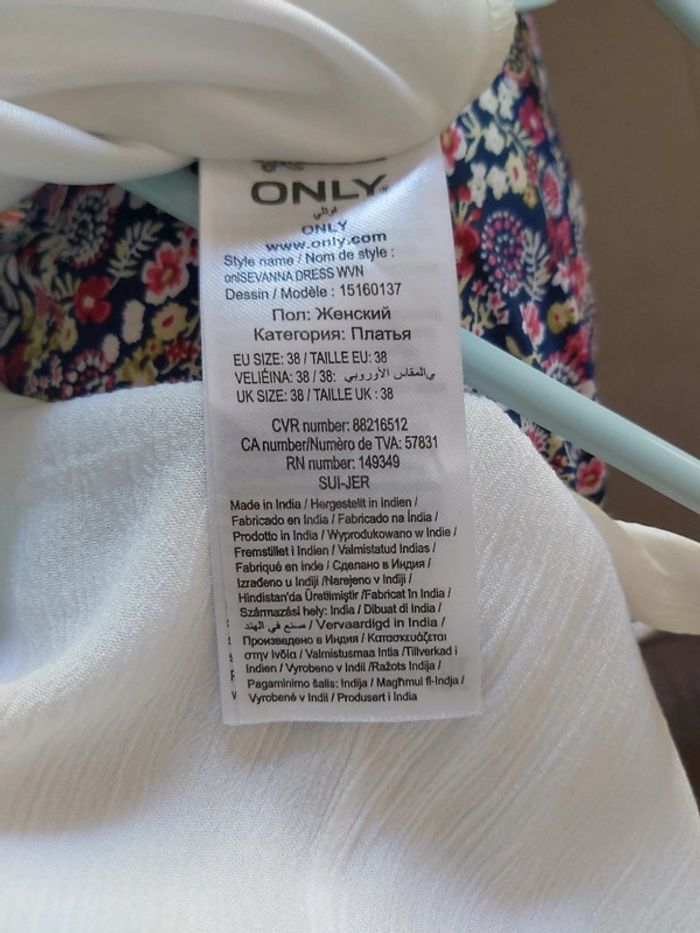 ONLY
اونلي
ONLY
www.only.com
Style name / Nom de style :
onlSEVANNA DRESS WVN
Dessin / Modèle : 15160137
Пол: Женский
Категория: Платья
EU SIZE: 38 / TAILLE EU: 38
VELIÉINA: 38 / 38: المقاس الأوروبي
UK SIZE: 38 / TAILLE UK : 38
CVR number: 88216512
CA number/Numèro de TVA: 57831
RN number: 149349
SUI-JER
Made in India / Hergestellt in Indien /
Fabricado en India / Fabricado na Índia /
Prodotto in India / Wyprodukowano w Indie /
Fremstillet i Indien / Valmistatud Indias /
Fabriqué en inde / Сделано в Индия /
Izrađeno u Indiji /Narejeno v Indiji /
Hindistan'da Üretilmiştir /Fabricat în India /
Származási hely: India / Dibuat di India /
صنع في الهند / Vervaardigd in India /
Произведено в Индия / Κατασκευάζεται
στην Ινδία / Valmistusmaa Intia /Tillverkad i
Indien / Vyrobeno v Indii /Ražots Indija /
Pagaminimo šalis: Indija / Magħmul fl-Indja /
Vyrobené v Indii / Produsert i India